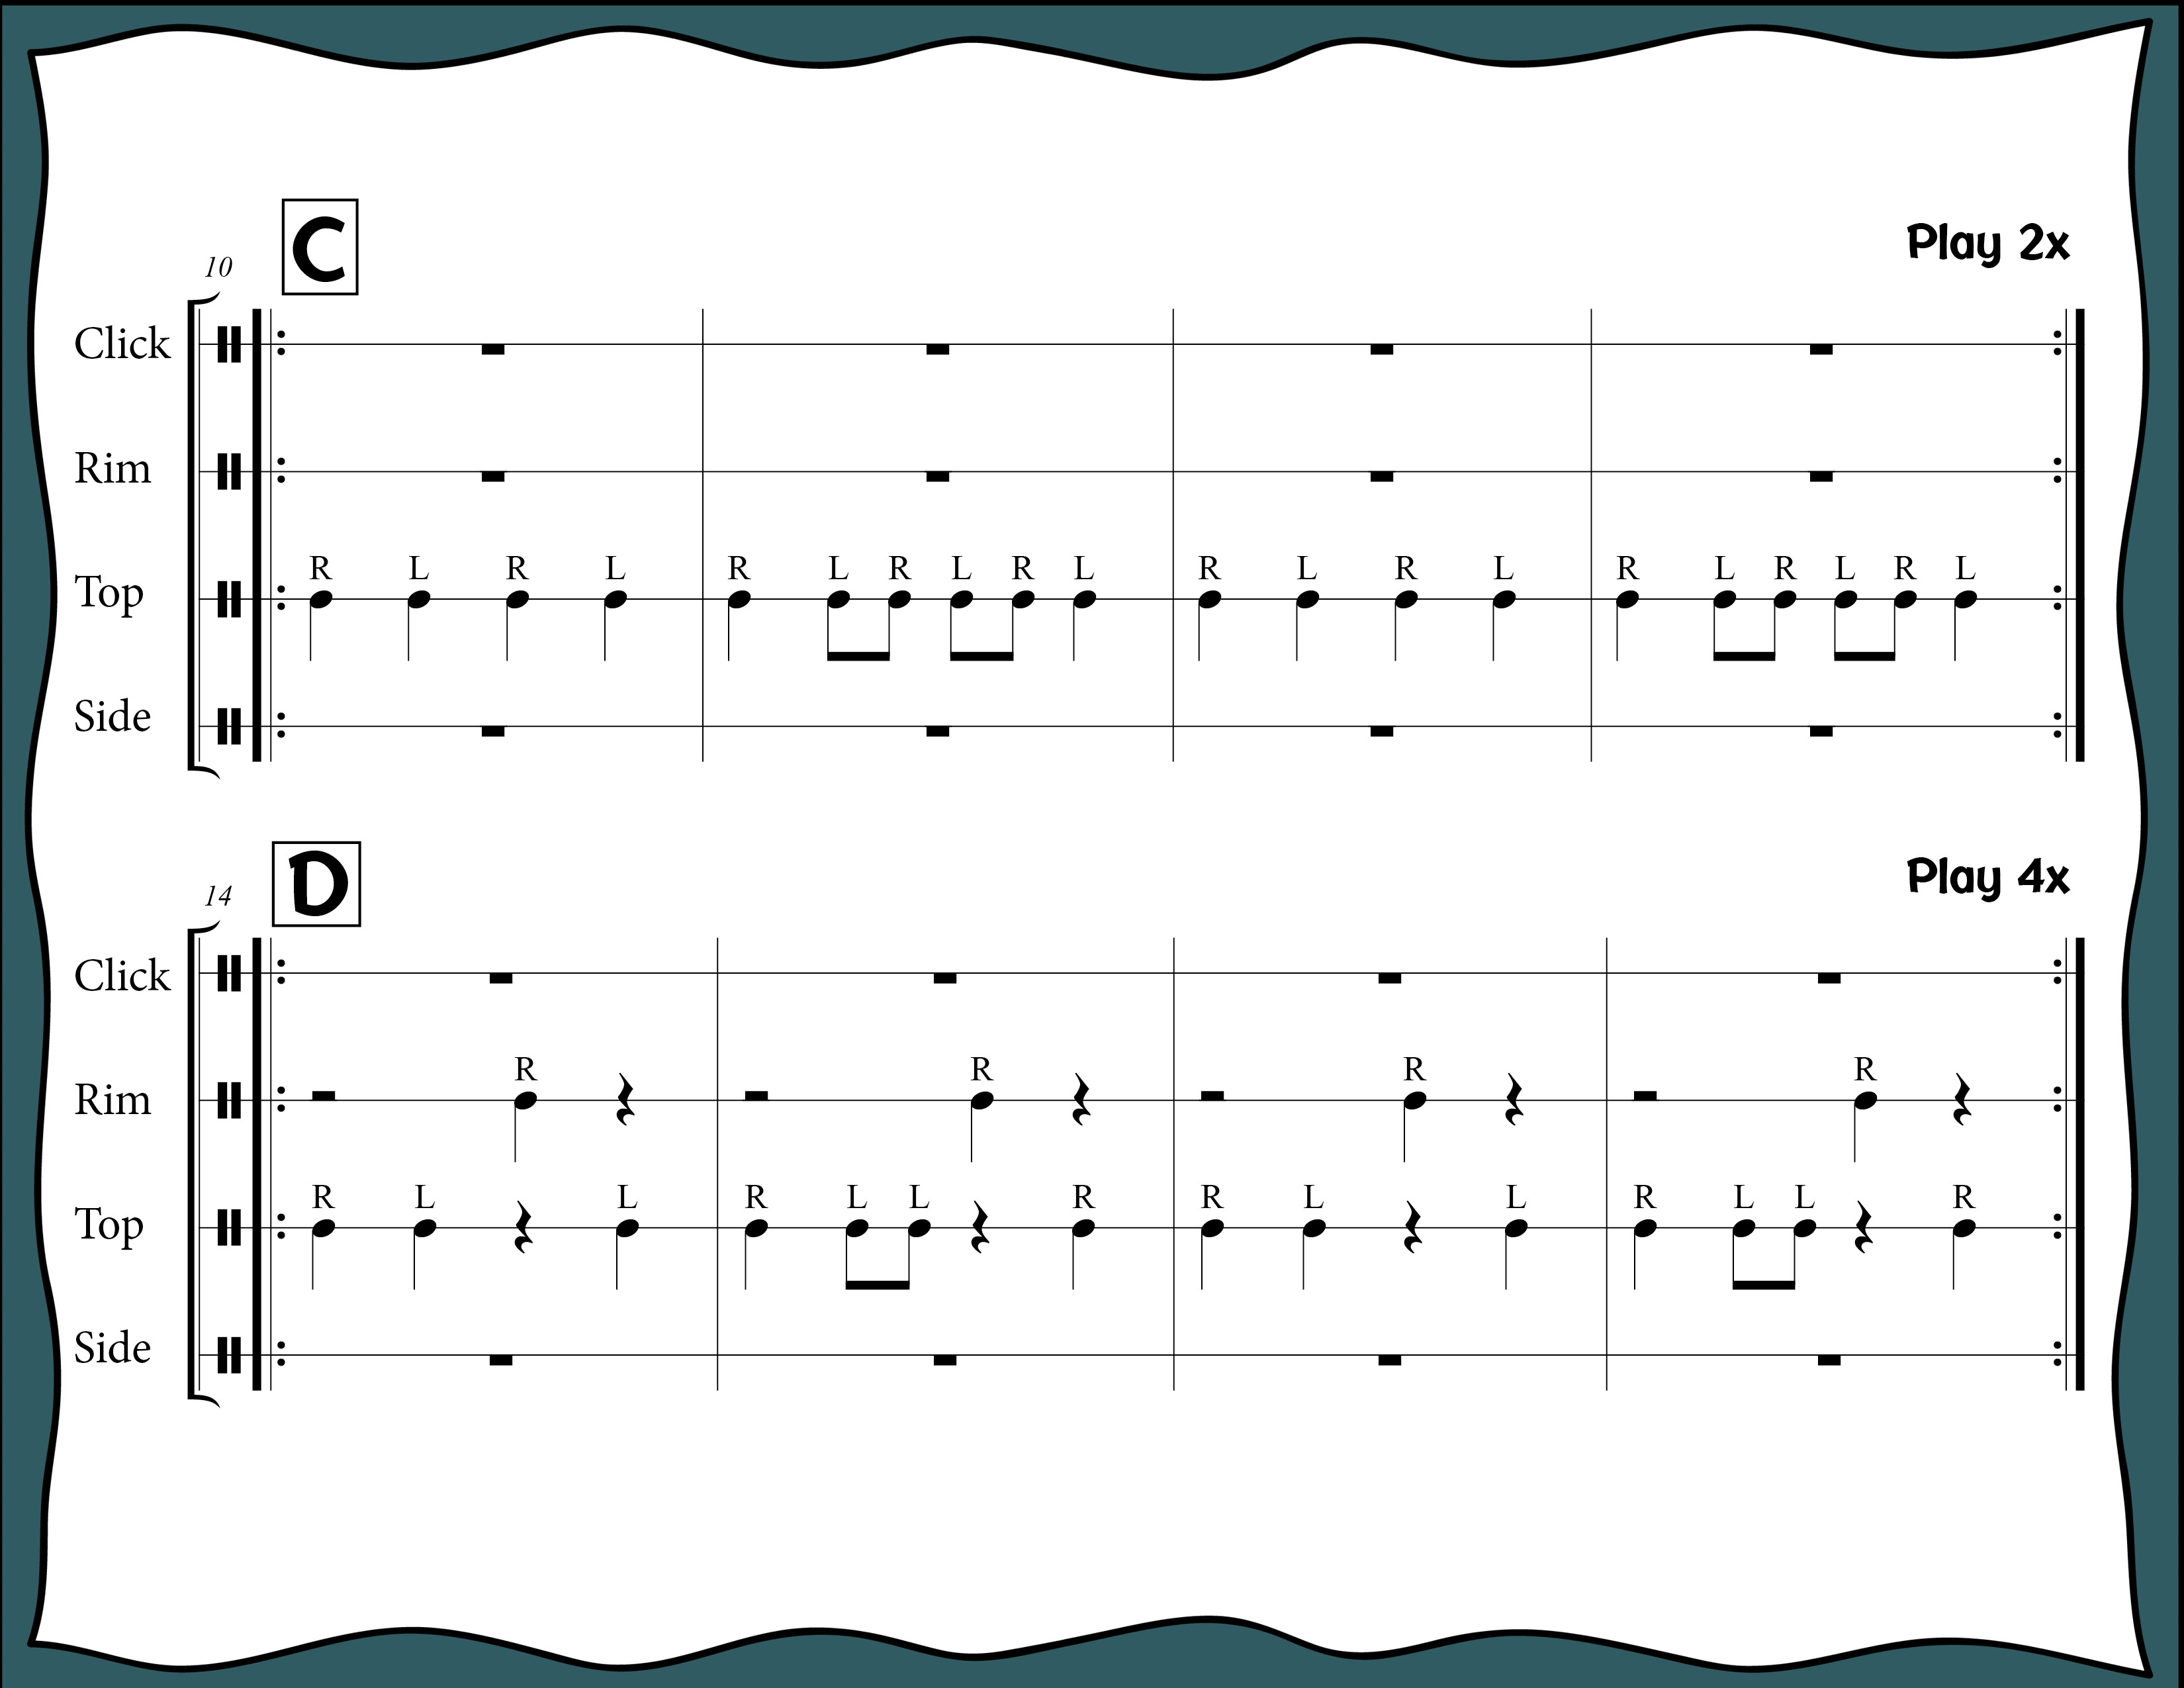 C
Play 2x
10
Click
Rim
R L R L R L R L R L R L R L R L R L R L
Top
Side
D
Play 4x
14
Click
R R R R
Rim
R L L R L L R R L L R L L R
Top
Side